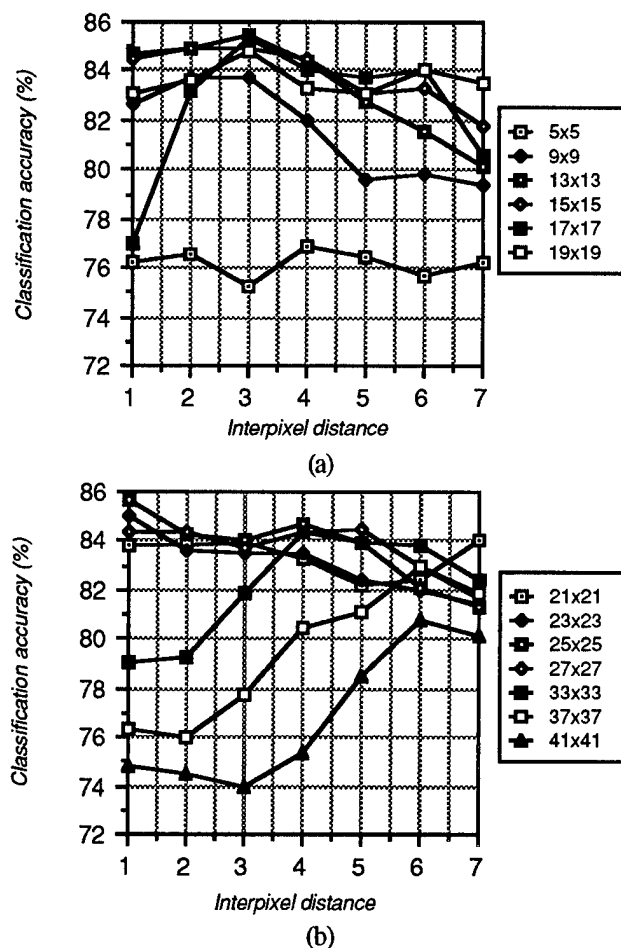 86
84
82
80
78
76
74
72
Classification accuracy (%)
5x5
9x9
13x13
15x15
17x17
19x19
1 2 3 4 5 6 7
Interpixel distance
(a)
86
84
82
80
78
76
74
72
Classification accuracy (%)
21x21
23x23
25x25
27x27
33x33
37x37
41x41
1 2 3 4 5 6 7
Interpixel distance
(b)